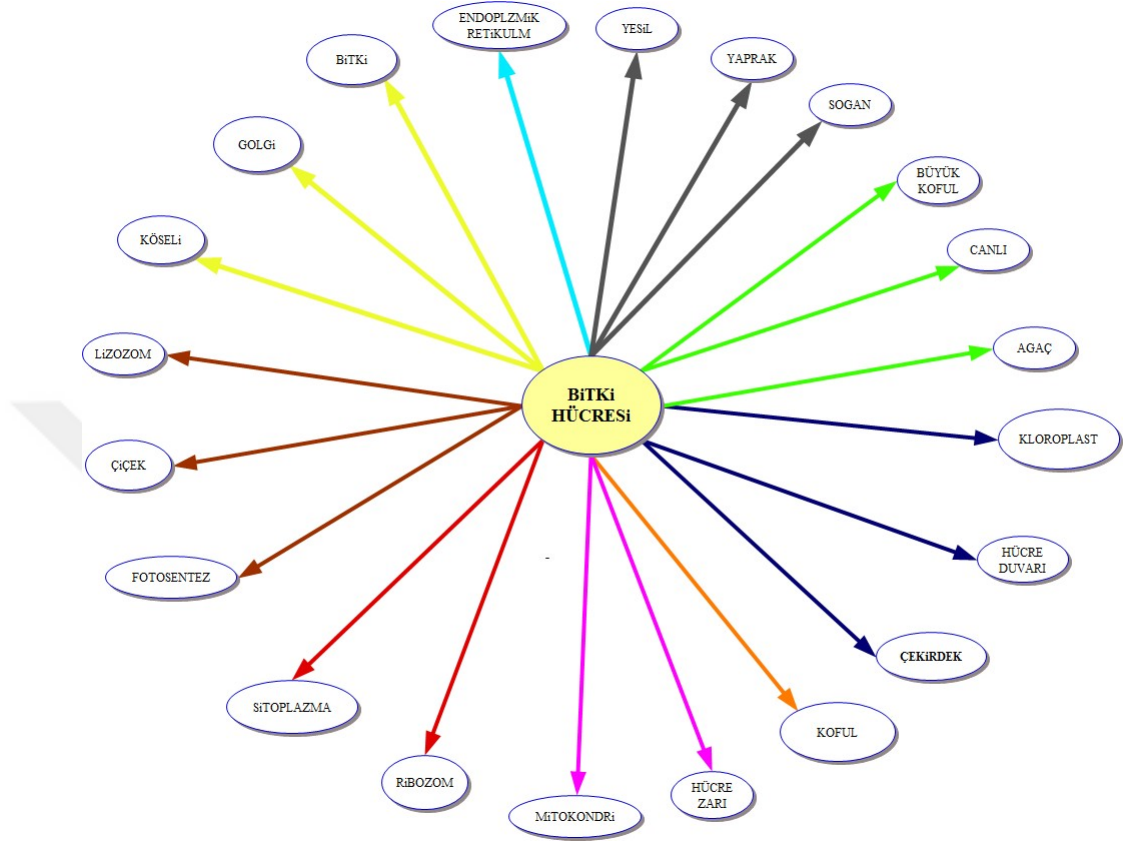 ENDOPLZMiK
RETiKULM
YESiL
YAPRAK
SOGAN
BÜYÜK
KOFUL
CANLI
AGAÇ
KLOROPLAST
HÜCRE
DUVARI
ÇEKiRDEK
KOFUL
HÜCRE
ZARI
MiTOKONDRi
RiBOZOM
SiTOPLAZMA
FOTOSENTEZ
ÇiÇEK
LiZOZOM
KÖSELi
GOLGi
BiTKi
BiTKi
HÜCRESi